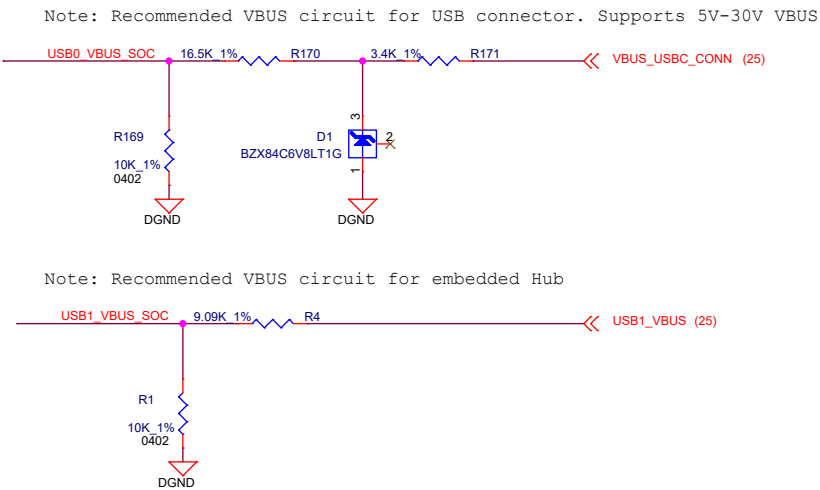 Note: Recommended VBUS circuit for USB connector. Supports 5V-30V VBUS
USB0_VBUS_SOC 16.5K_1% R170 3.4K_1% R171 VBUS_USBC_CONN (25)
3
R169 D1 2
10K_1% BZX84C6V8LT1G
0402 1
DGND DGND
Note: Recommended VBUS circuit for embedded Hub
USB1_VBUS_SOC 9.09K_1% R4 USB1_VBUS (25)
R1
10K_1%
0402
DGND